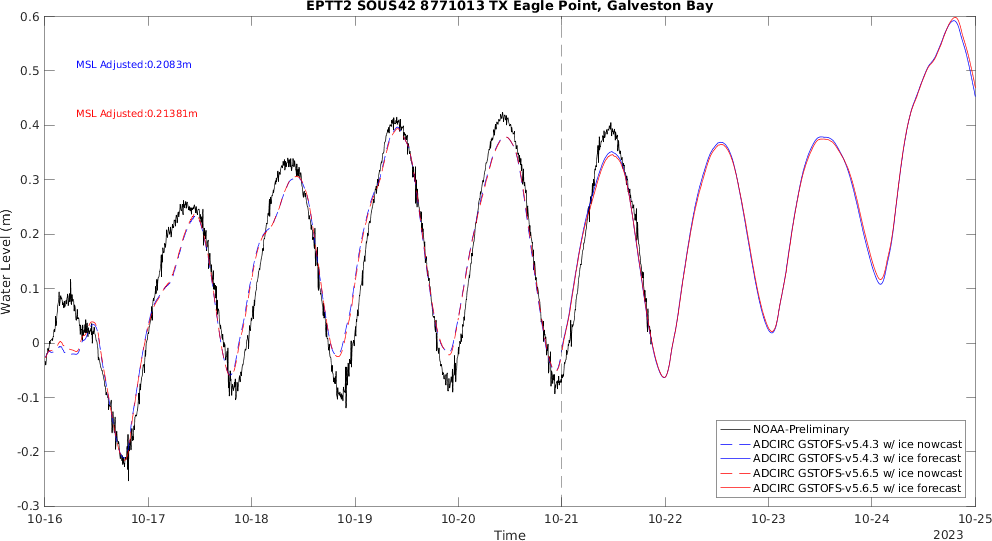 EPTT2 SOUS42 8771013 TX Eagle Point, Galveston Bay
MSL Adjusted:0.2083m
MSL Adjusted:0.21381m
Water Level (m)
0.6
0.5
0.4
0.3
0.2
0.1
0
-0.1
-0.2
-0.3
NOAA-Preliminary
ADCIRC GSTOFS-v5.4.3 w/ ice nowcast
ADCIRC GSTOFS-v5.4.3 w/ ice forecast
ADCIRC GSTOFS-v5.6.5 w/ ice nowcast
ADCIRC GSTOFS-v5.6.5 w/ ice forecast
10-16 10-17 10-18 10-19 10-20 10-21 10-22 10-23 10-24 10-25
Time
2023